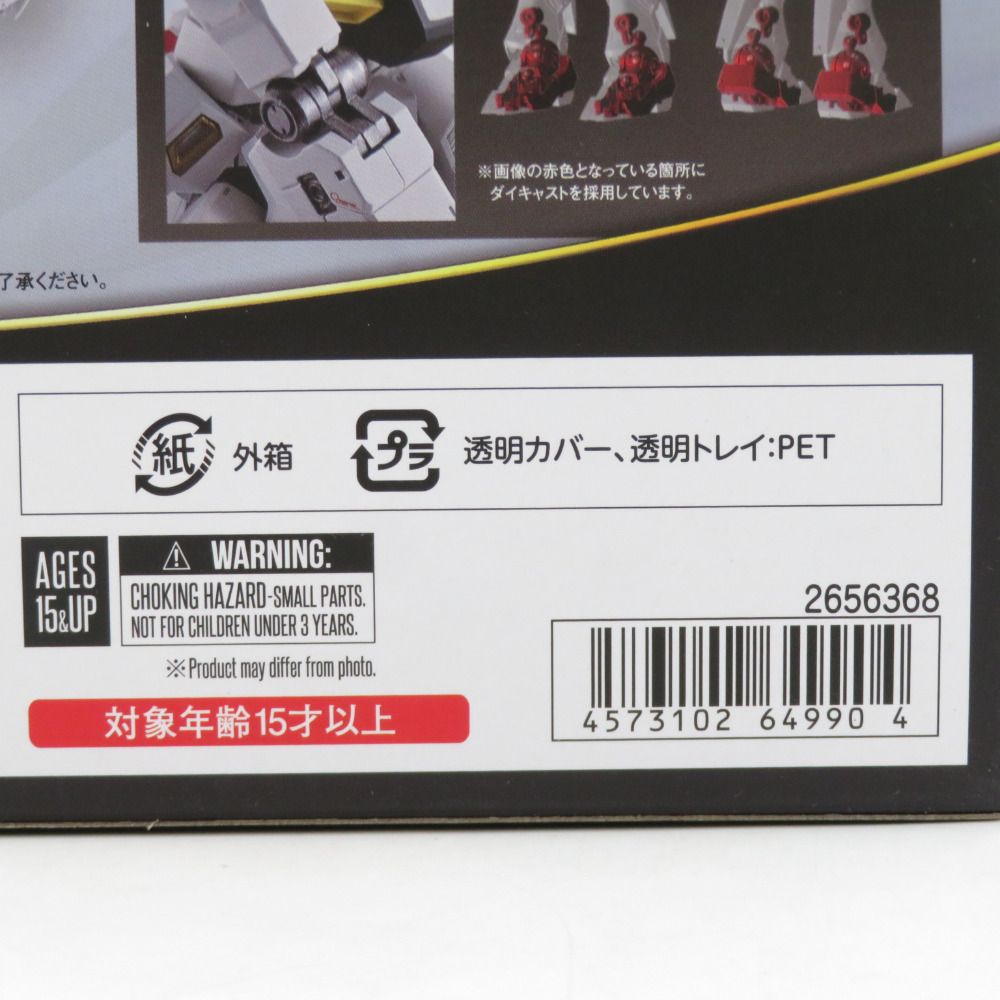 ※画像の赤色となっている箇所に
ダイキャストを採用しています。
了承ください。
紙 外箱
プラ 透明カバー、透明トレイ:PET
AGES
15&UP
WARNING:
CHOKING HAZARD-SMALL PARTS.
NOT FOR CHILDREN UNDER 3 YEARS.
※Product may differ from photo.
対象年齢15才以上
2656368
4573102 64990 4